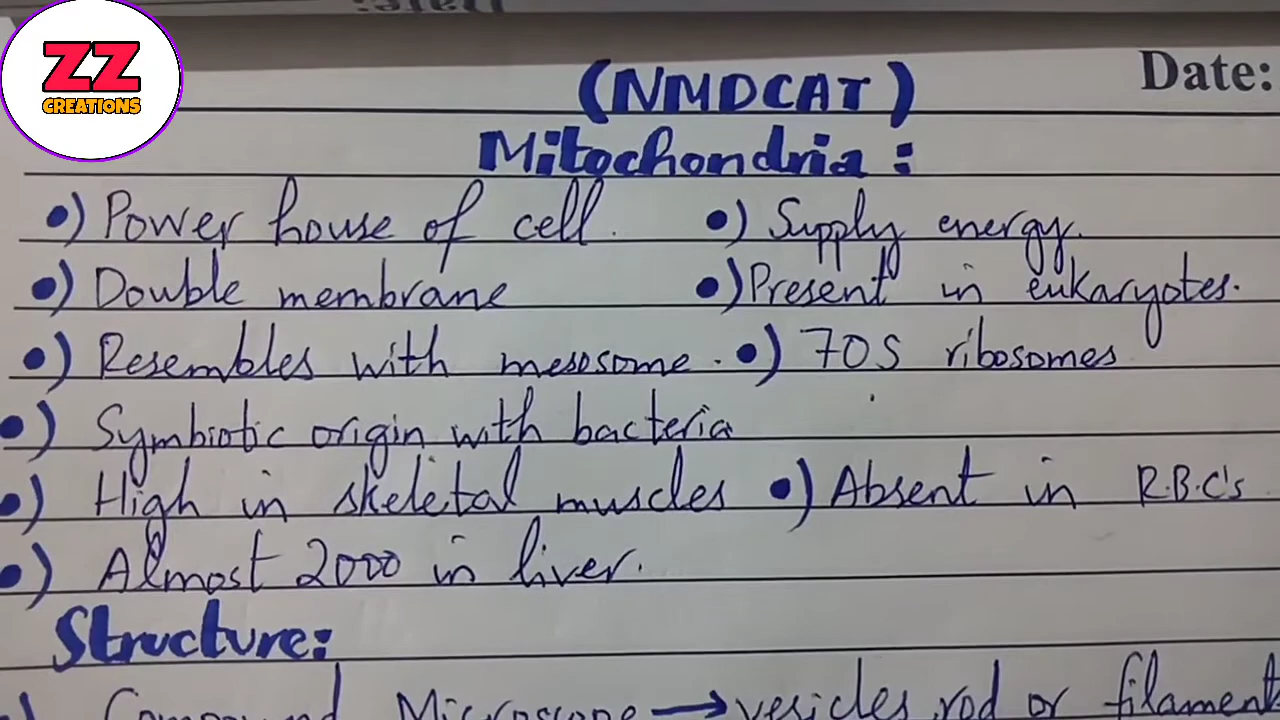 ZZ
CREATIONS
Date:
(NMDCAT)
Mitochondria:
•) Power house of cell. •) Supply energy.
•) Double membrane •) Present in eukaryotes.
•) Resembles with mesosome. •) 70S ribosomes
•) Symbiotic origin with bacteria
•) High in skeletal muscles •) Absent in R.B.C's
•) Almost 2000 in liver.
Structure:
•) Compound Microscope → vesicles, rod or filament